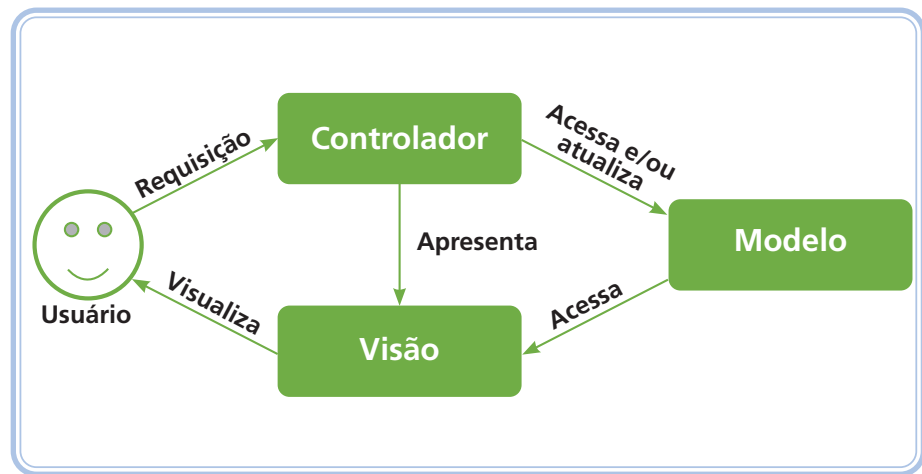 Controlador
Requisição
Acessa e/ou
atualiza
Modelo
Apresenta
Usuário
Visualiza
Acessa
Visão